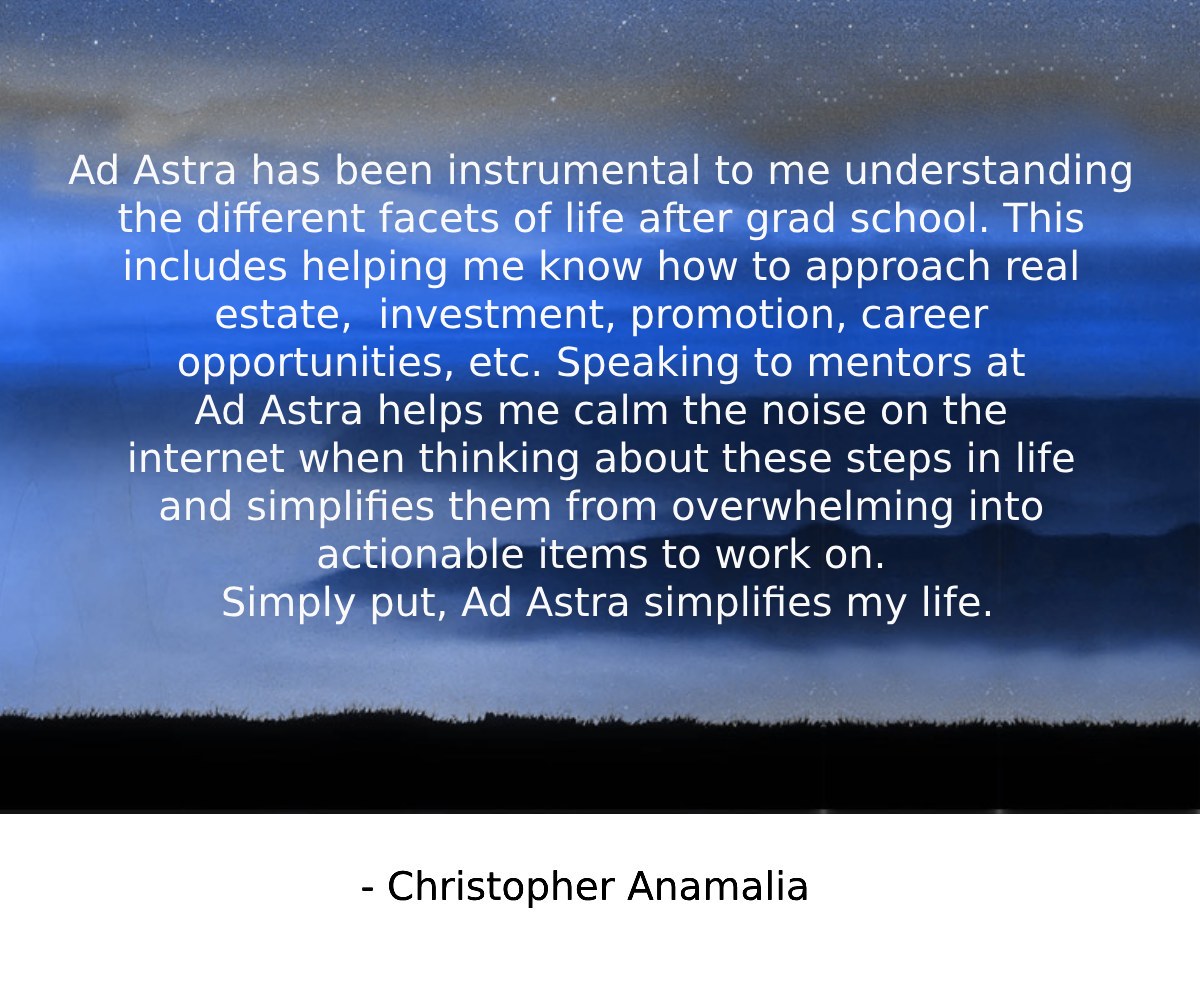 Ad Astra has been instrumental to me understanding
the different facets of life after grad school. This
includes helping me know how to approach real
estate,  investment, promotion, career
opportunities, etc. Speaking to mentors at
Ad Astra helps me calm the noise on the
internet when thinking about these steps in life
and simplifies them from overwhelming into
actionable items to work on.
Simply put, Ad Astra simplifies my life.
- Christopher Anamalia